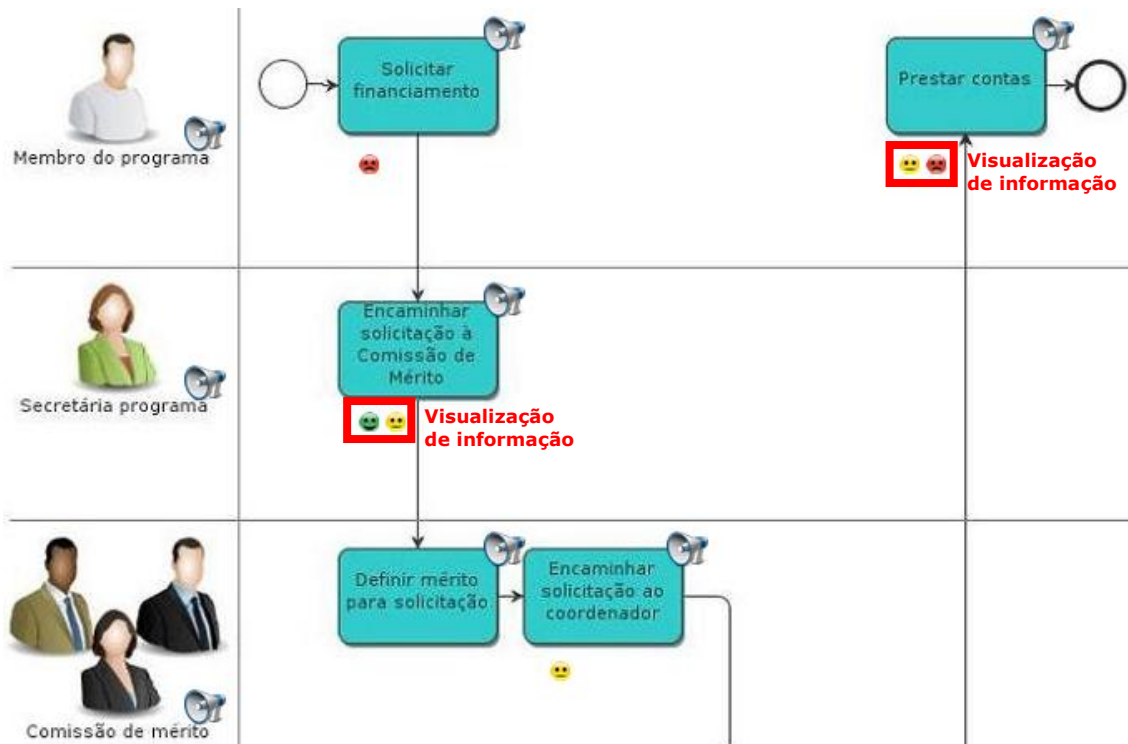 Solicitar
financiamento
Prestar contas
Membro do programa
Visualização
de informação
Encaminhar
solicitação à
Comissão de
Mérito
Secretária programa
Visualização
de informação
Definir mérito
para solicitação
Encaminhar
solicitação ao
coordenador
Comissão de mérito